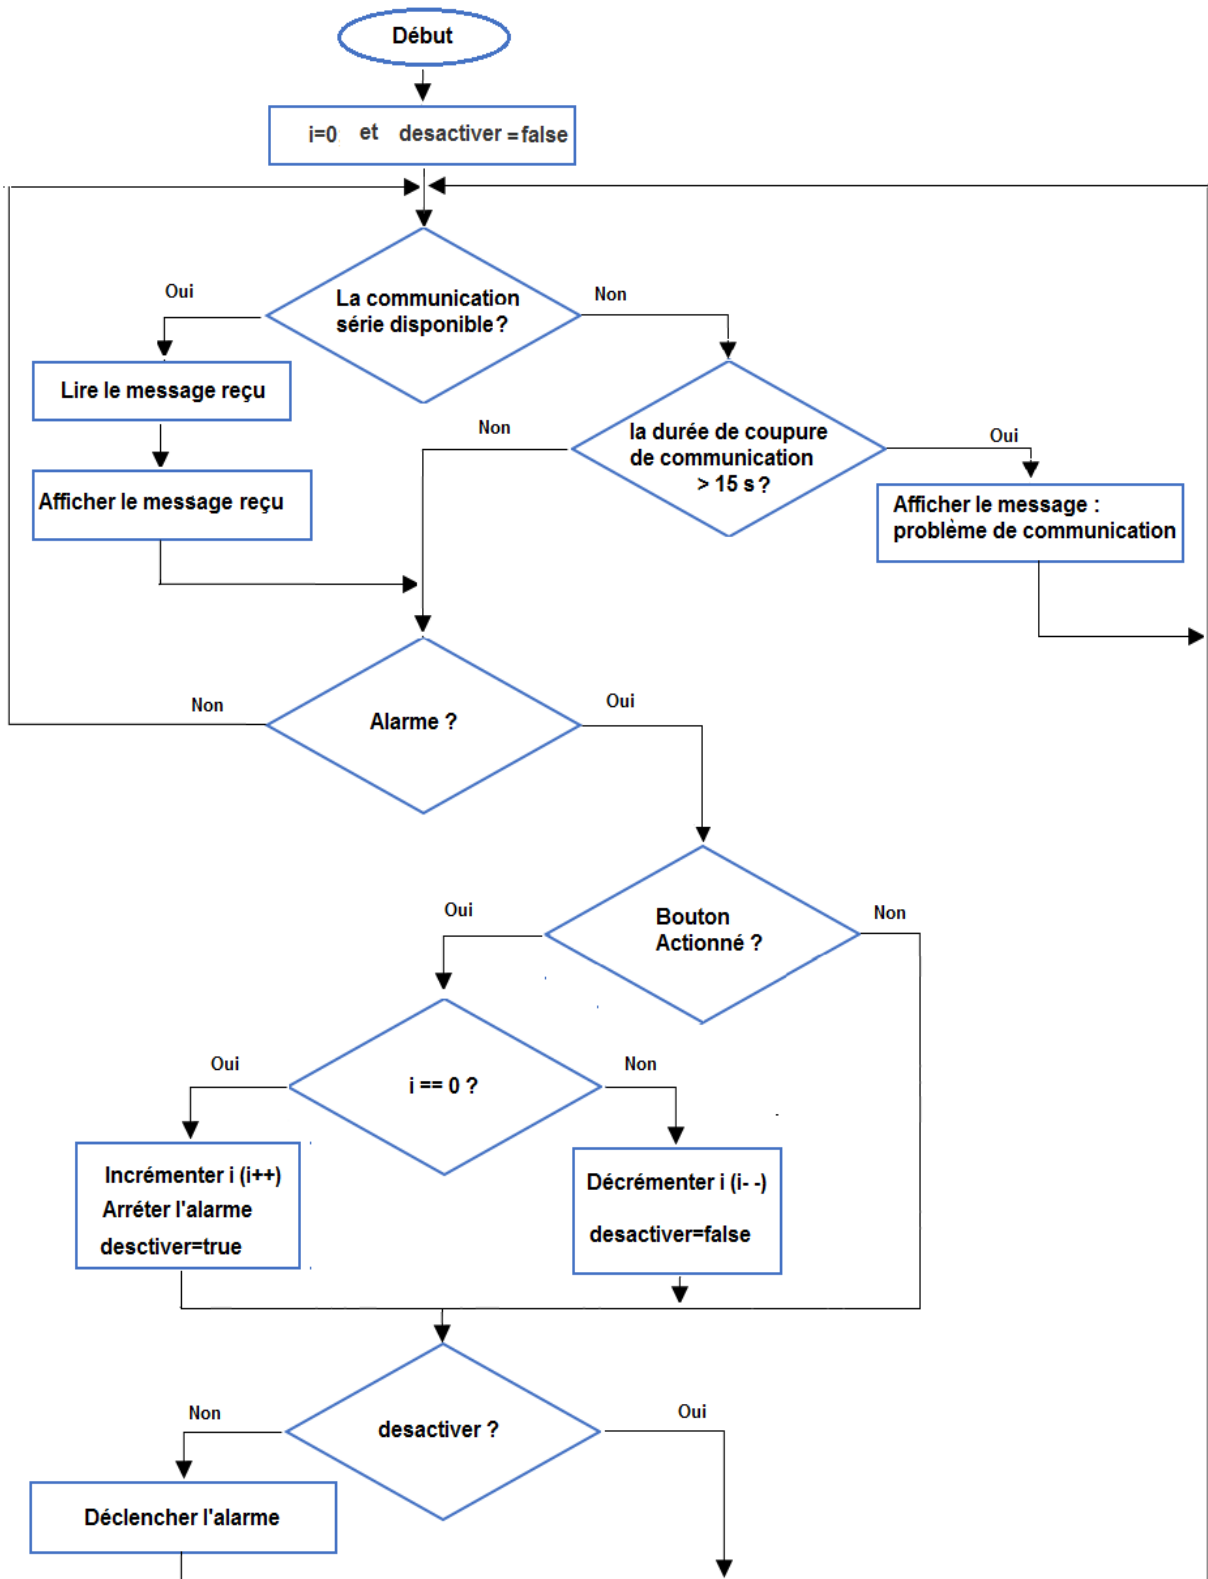 Début
i=0 et desactiver =false
La communication
série disponible?
Oui
Non
Lire le message reçu
Afficher le message reçu
la durée de coupure
de communication
> 15 s?
Non
Oui
Afficher le message :
problème de communication
Alarme ?
Non
Oui
Bouton
Actionné ?
Oui
Non
i == 0 ?
Oui
Non
Incrémenter i (i++)
Arréter l'alarme
desctiver=true
Décrémenter i (i- -)
desactiver=false
desactiver ?
Non
Oui
Déclencher l'alarme